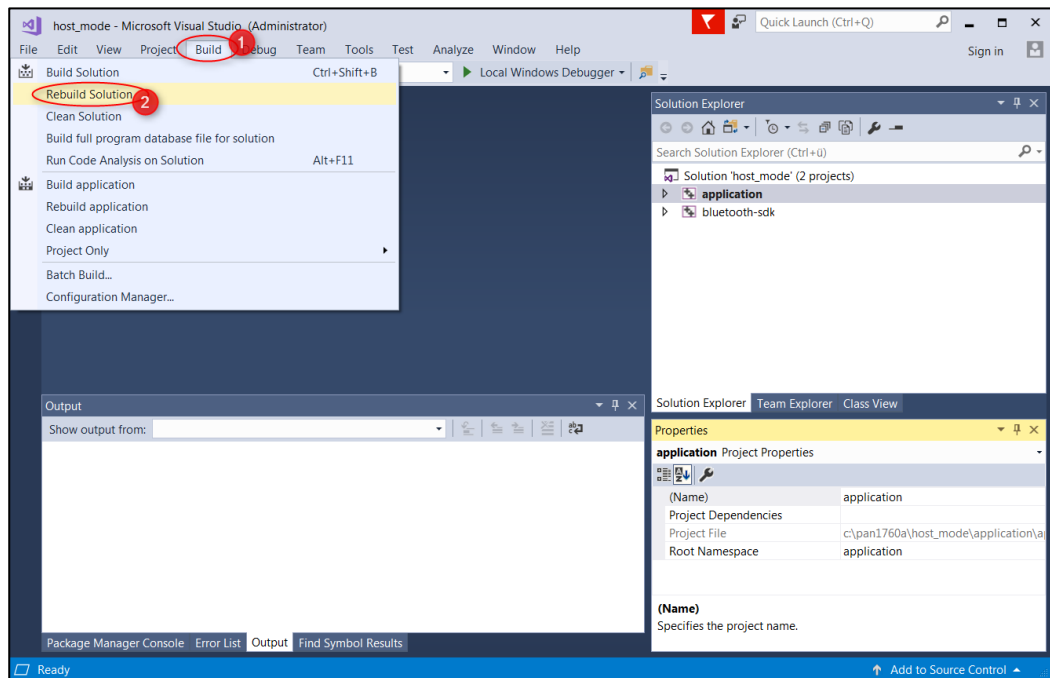 host_mode - Microsoft Visual Studio (Administrator)
Quick Launch (Ctrl+Q)
File Edit View Project Build Debug Team Tools Test Analyze Window Help
1
Sign in
Build Solution Ctrl+Shift+B
Local Windows Debugger
Rebuild Solution
2
Clean Solution
Build full program database file for solution
Run Code Analysis on Solution Alt+F11
Build application
Rebuild application
Clean application
Project Only
Batch Build...
Configuration Manager...
Solution Explorer
Search Solution Explorer (Ctrl+ü)
Solution 'host_mode' (2 projects)
application
bluetooth-sdk
Solution Explorer Team Explorer Class View
Output
Show output from:
Package Manager Console Error List Output Find Symbol Results
Properties
application Project Properties
(Name) application
Project Dependencies
Project File c:\pan1760a\host_mode\application\a
Root Namespace application
(Name)
Specifies the project name.
Ready
Add to Source Control